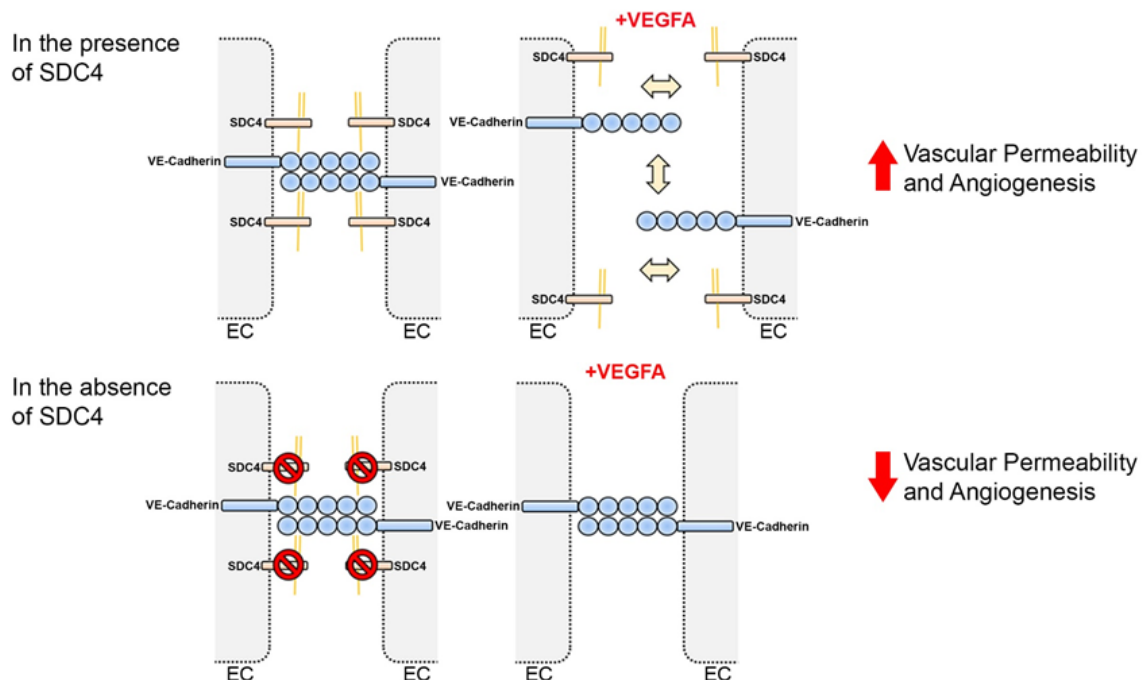 In the presence
of SDC4
SDC4
SDC4
VE-Cadherin
VE-Cadherin
SDC4
SDC4
EC
EC
+VEGFA
SDC4
SDC4
VE-Cadherin
VE-Cadherin
SDC4
SDC4
EC
EC
Vascular Permeability
and Angiogenesis
In the absence
of SDC4
SDC4
SDC4
VE-Cadherin
VE-Cadherin
SDC4
SDC4
EC
EC
+VEGFA
VE-Cadherin
VE-Cadherin
EC
EC
Vascular Permeability
and Angiogenesis